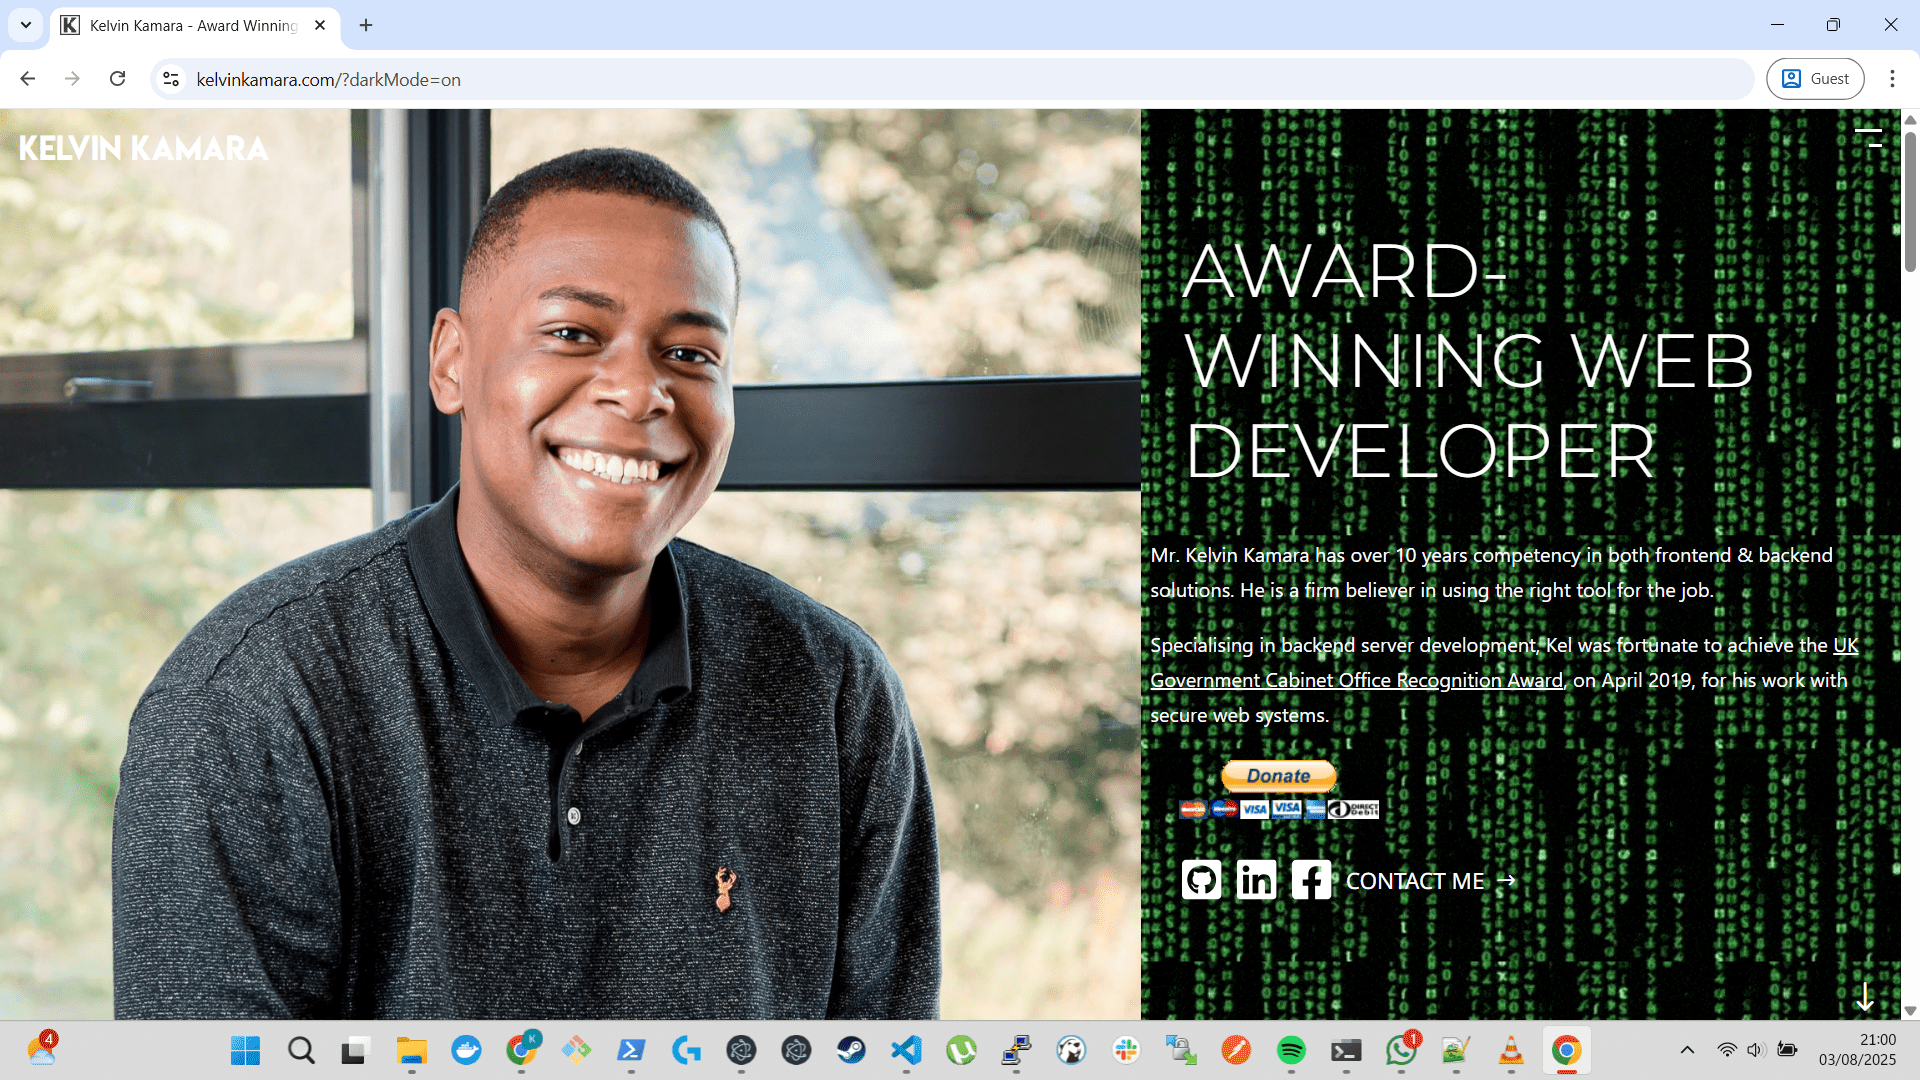 Kelvin Kamara - Award Winning
kelvinkamara.com/?darkMode=on
Guest
KELVIN KAMARA
AWARD-
WINNING WEB
DEVELOPER
Mr. Kelvin Kamara has over 10 years competency in both frontend & backend
solutions. He is a firm believer in using the right tool for the job.
Specialising in backend server development, Kel was fortunate to achieve the UK
Government Cabinet Office Recognition Award, on April 2019, for his work with
secure web systems.
Donate
VISA VISA DIRECT Debit
CONTACT ME →
4
K
1
21:00
03/08/2025